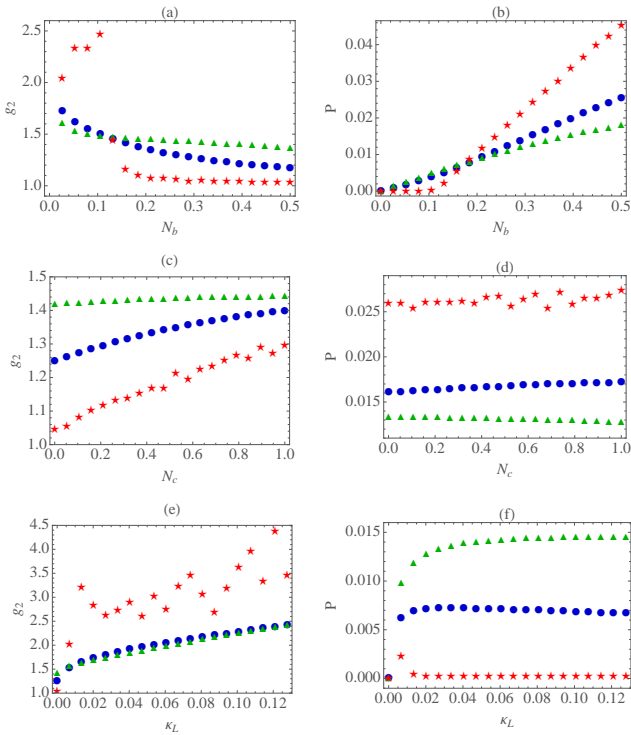 (a)
2.5
2.0
1.5
1.0
g2
0.0 0.1 0.2 0.3 0.4 0.5
Nb
(b)
0.04
0.03
0.02
0.01
0.00
P
0.0 0.1 0.2 0.3 0.4 0.5
Nb
(c)
1.5
1.4
1.3
1.2
1.1
1.0
g2
0.0 0.2 0.4 0.6 0.8 1.0
Nc
(d)
0.025
0.020
0.015
P
0.0 0.2 0.4 0.6 0.8 1.0
Nc
(e)
4.5
4.0
3.5
3.0
2.5
2.0
1.5
1.0
g2
0.00 0.02 0.04 0.06 0.08 0.10 0.12
κL
(f)
0.015
0.010
0.005
0.000
P
0.00 0.02 0.04 0.06 0.08 0.10 0.12
κL